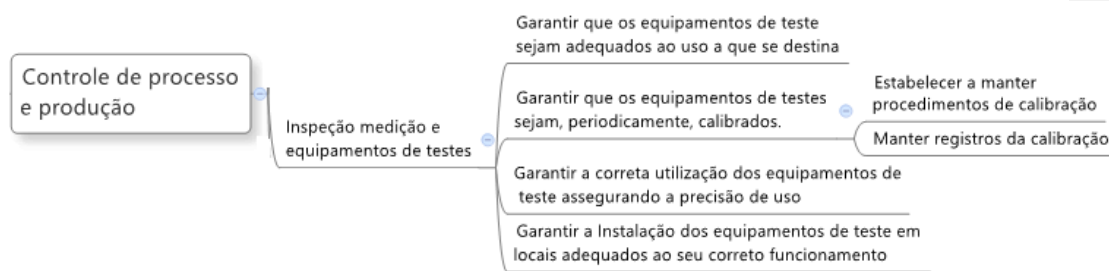 Controle de processo
e produção
Inspeção medição e
equipamentos de testes
Garantir que os equipamentos de teste
sejam adequados ao uso a que se destina
Garantir que os equipamentos de testes
sejam, periodicamente, calibrados.
Estabelecer a manter
procedimentos de calibração
Manter registros da calibração
Garantir a correta utilização dos equipamentos de
teste assegurando a precisão de uso
Garantir a Instalação dos equipamentos de teste em
locais adequados ao seu correto funcionamento